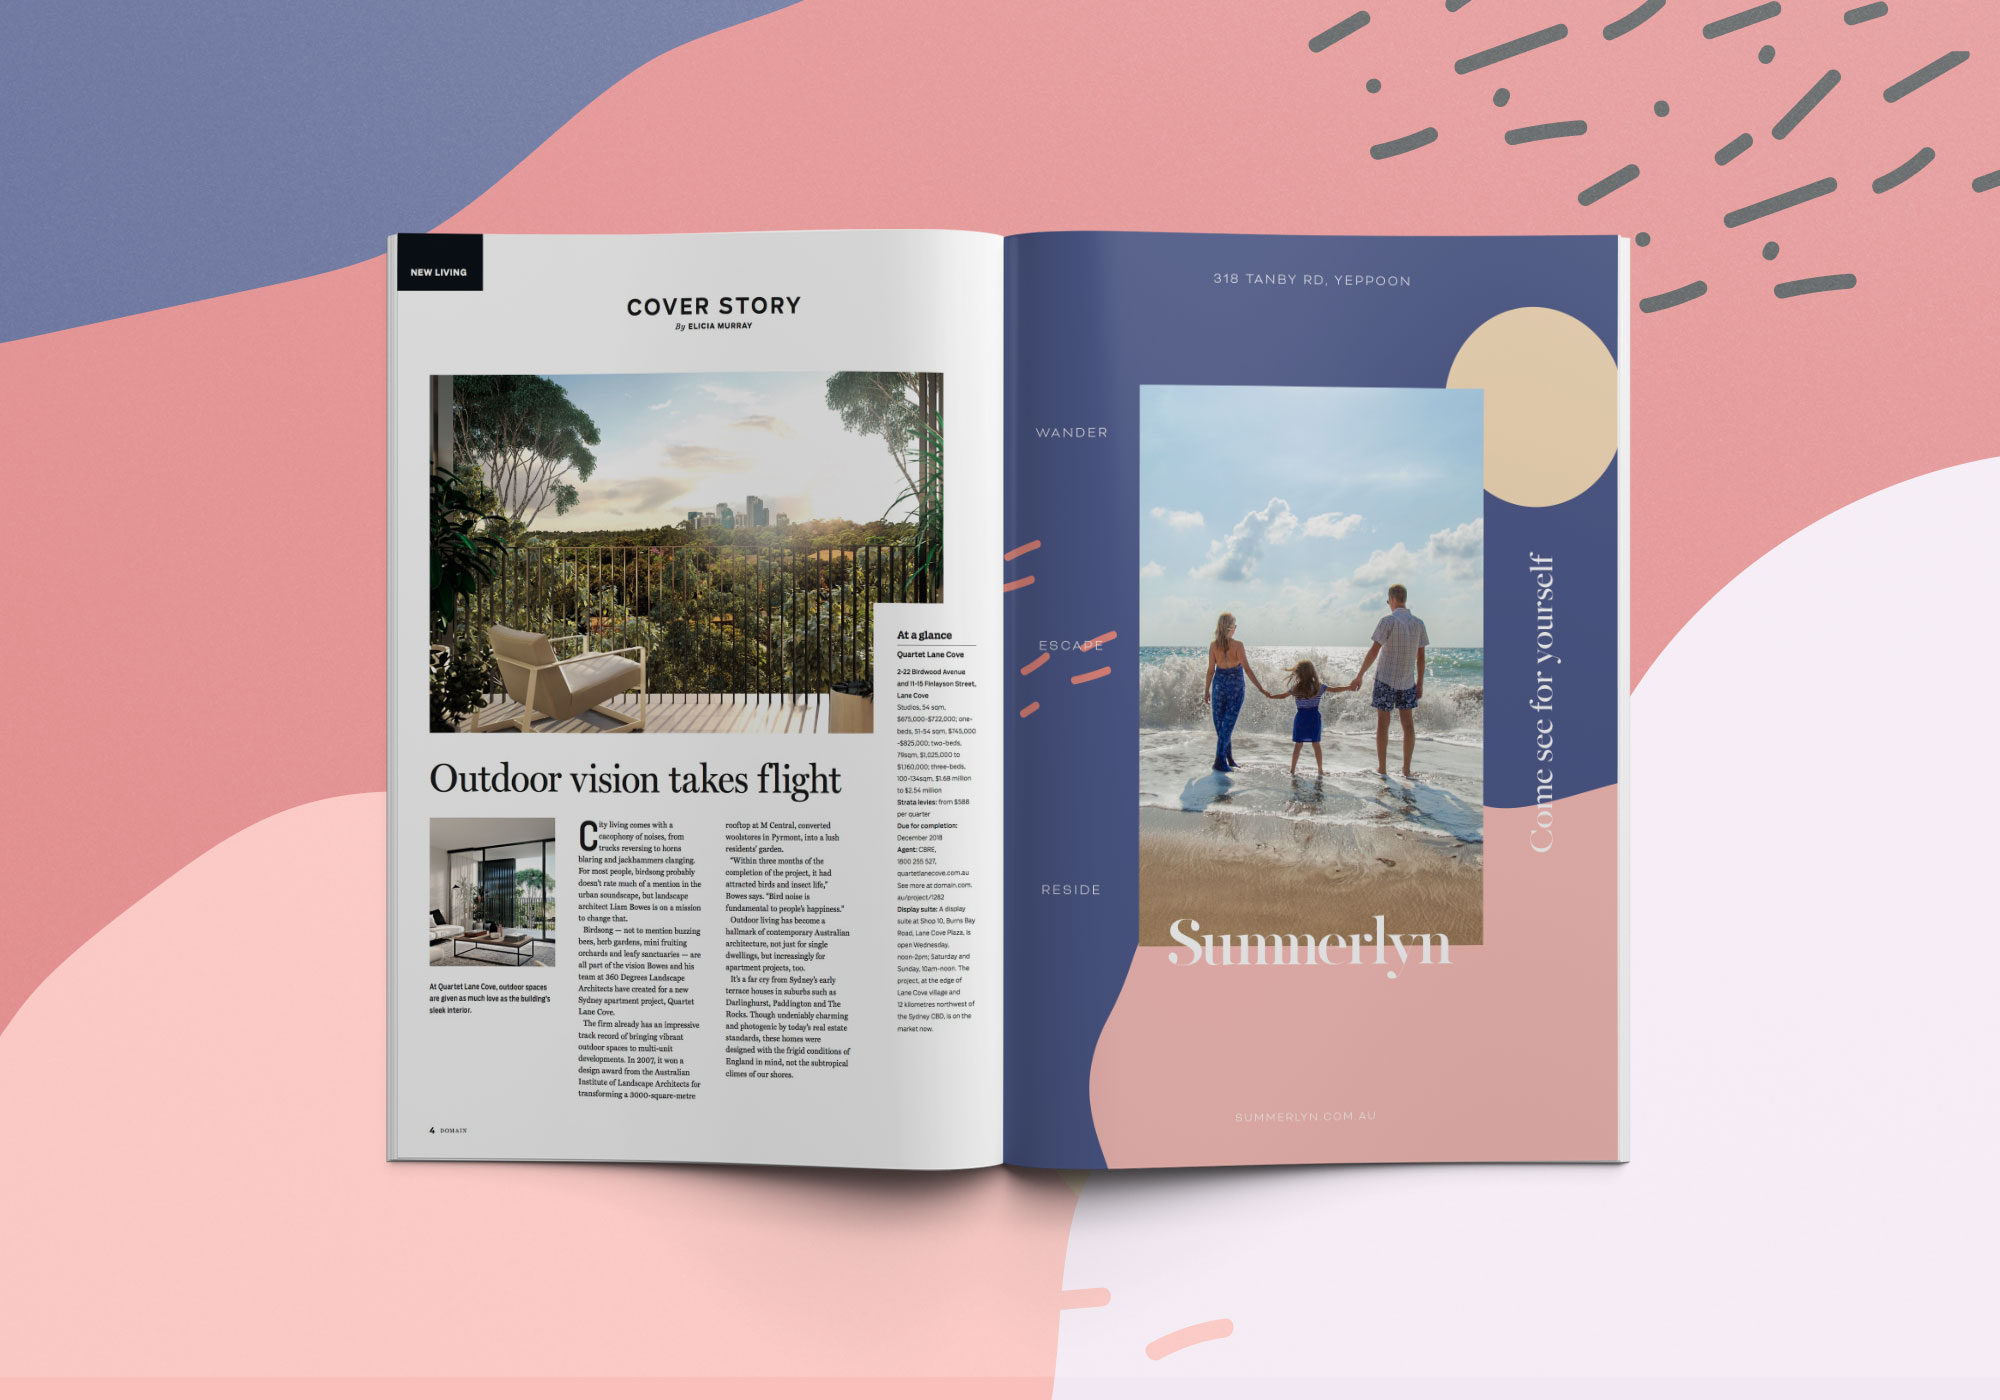 NEW LIVING
COVER STORY
By ELICIA MURRAY
Outdoor vision takes flight
At Quartet Lane Cove, outdoor spaces
are given as much love as the building's
sleek interior.
City living comes with a
cacophony of noises, from
trucks reversing to horns
blaring and jackhammers clanging.
For most people, birdsong probably
doesn't rate much of a mention in the
urban soundscape, but landscape
architect Liam Bowes is on a mission
to change that.
Birdsong — not to mention buzzing
bees, herb gardens, mini fruiting
orchards and leafy sanctuaries — are
all part of the vision Bowes and his
team at 360 Degrees Landscape
Architects have created for a new
Sydney apartment project, Quartet
Lane Cove.
The firm already has an impressive
track record of bringing vibrant
outdoor spaces to multi-unit
developments. In 2007, it won a
design award from the Australian
Institute of Landscape Architects for
transforming a 3000-square-metre
rooftop at M Central, converted
woolstores in Pyrmont, into a lush
residents' garden.
"Within three months of the
completion of the project, it had
attracted birds and insect life,"
Bowes says. "Bird noise is
fundamental to people's happiness."
Outdoor living has become a
hallmark of contemporary Australian
architecture, not just for single
dwellings, but increasingly for
apartment projects, too.
It's a far cry from Sydney's early
terrace houses in suburbs such as
Darlinghurst, Paddington and The
Rocks. Though undeniably charming
and photogenic by today's real estate
standards, these homes were
designed with the frigid conditions of
England in mind, not the subtropical
climes of our shores.
At a glance
Quartet Lane Cove
2-22 Birdwood Avenue
and 11-15 Finlayson Street,
Lane Cove
Studios, 54 sqm,
$675,000-$722,000; one-
beds, 51-54 sqm, $745,000
-$825,000; two-beds,
79sqm, $1,025,000 to
$1,160,000; three-beds,
100-134sqm, $1.68 million
to $2.54 million
Strata levies: from $588
per quarter
Due for completion:
December 2018
Agent: CBRE,
1800 255 527,
quartetlanecove.com.au
See more at domain.com.
au/project/1282
Display suite: A display
suite at Shop 10, Burns Bay
Road, Lane Cove Plaza, is
open Wednesday,
noon-2pm; Saturday and
Sunday, 10am-noon. The
project, at the edge of
Lane Cove village and
12 kilometres northwest of
the Sydney CBD, is on the
market now.
4 DOMAIN
318 TANBY RD, YEPPOON
WANDER
ESCAPE
RESIDE
Come see for yourself
Summerlyn
SUMMERLYN.COM.AU